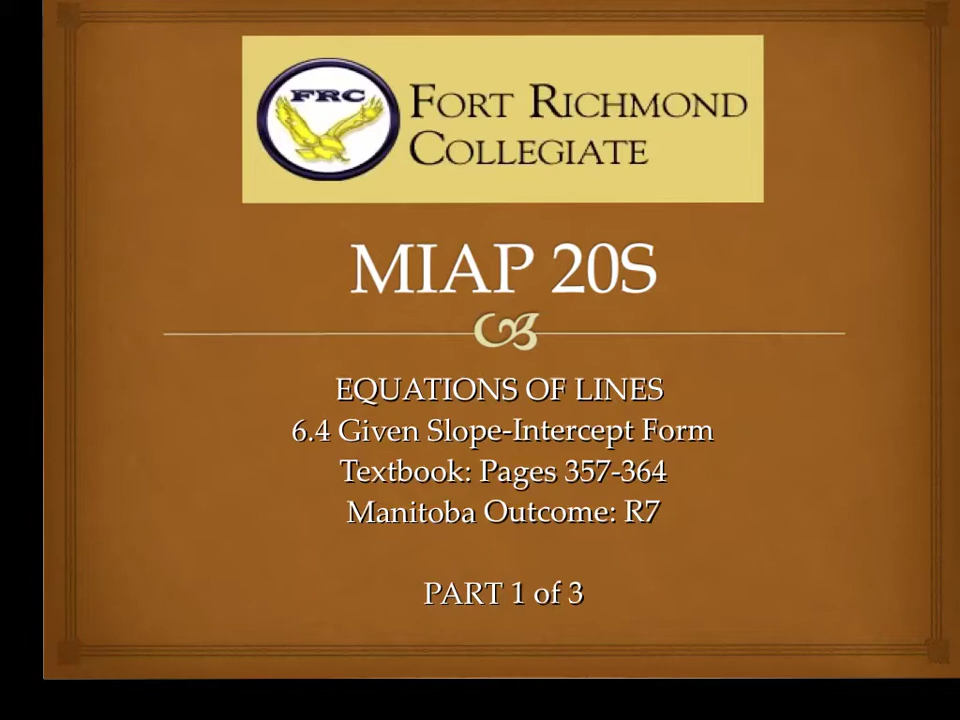 FRC
FORT RICHMOND
COLLEGIATE
MIAP 20S
EQUATIONS OF LINES
6.4 Given Slope-Intercept Form
Textbook: Pages 357-364
Manitoba Outcome: R7
PART 1 of 3